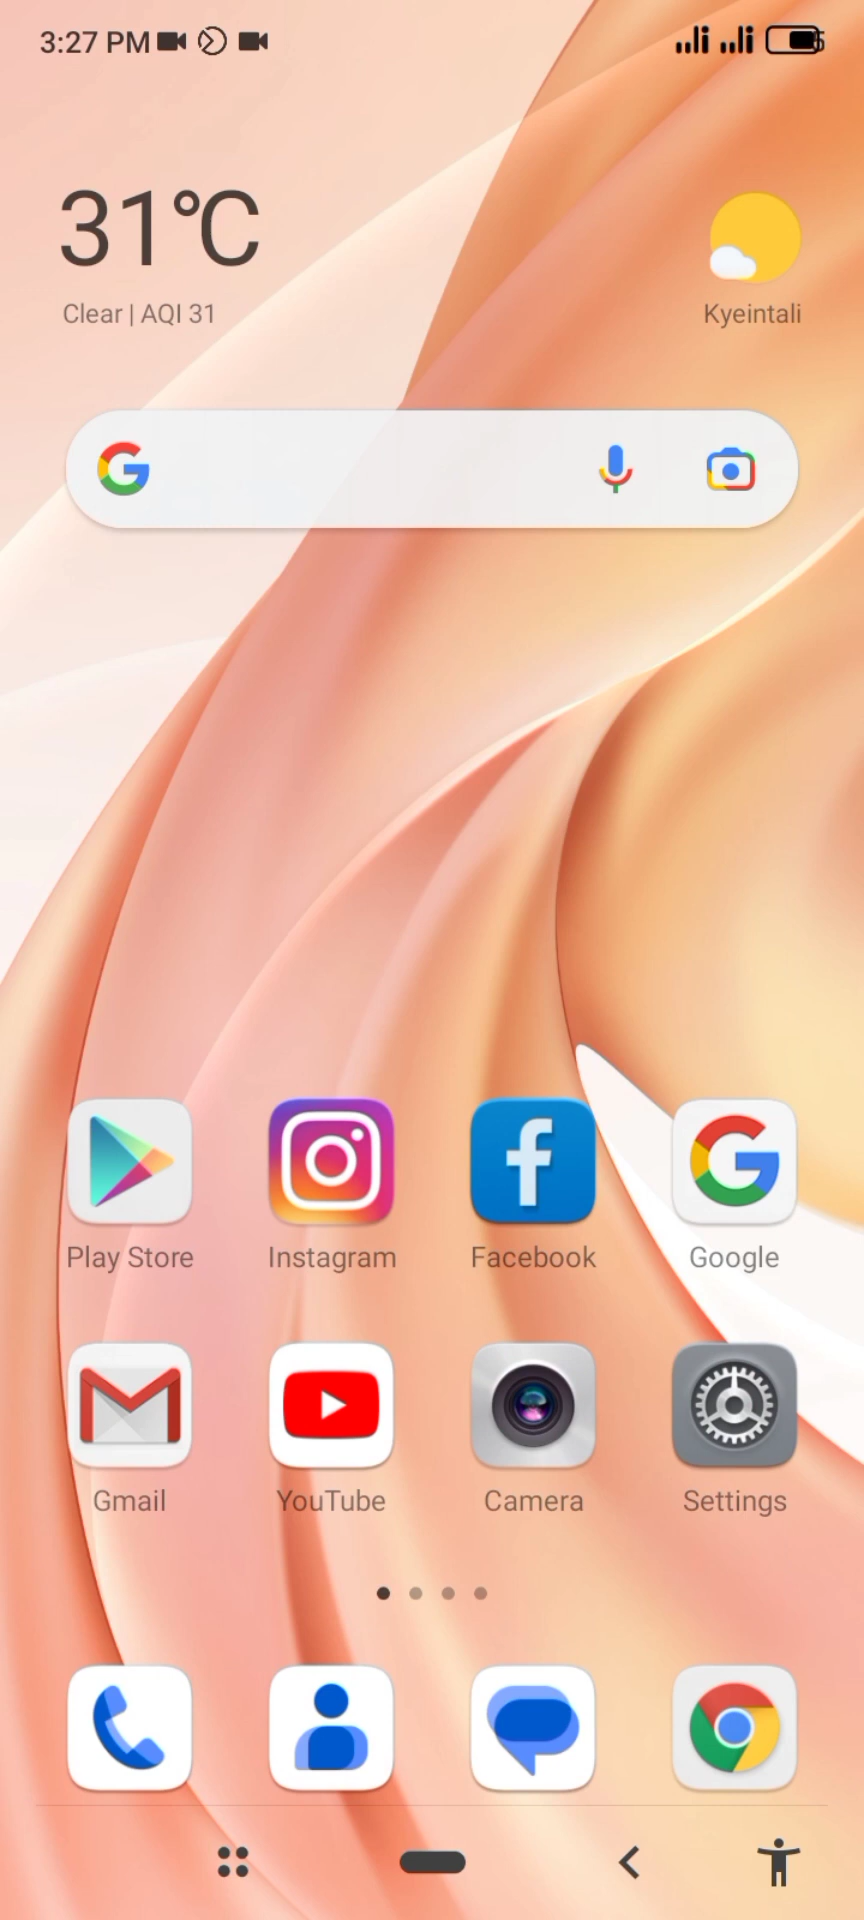 3:27 PM
31°C
Clear | AQI 31
Kyeintali
Play Store
Instagram
Facebook
Google
Gmail
YouTube
Camera
Settings